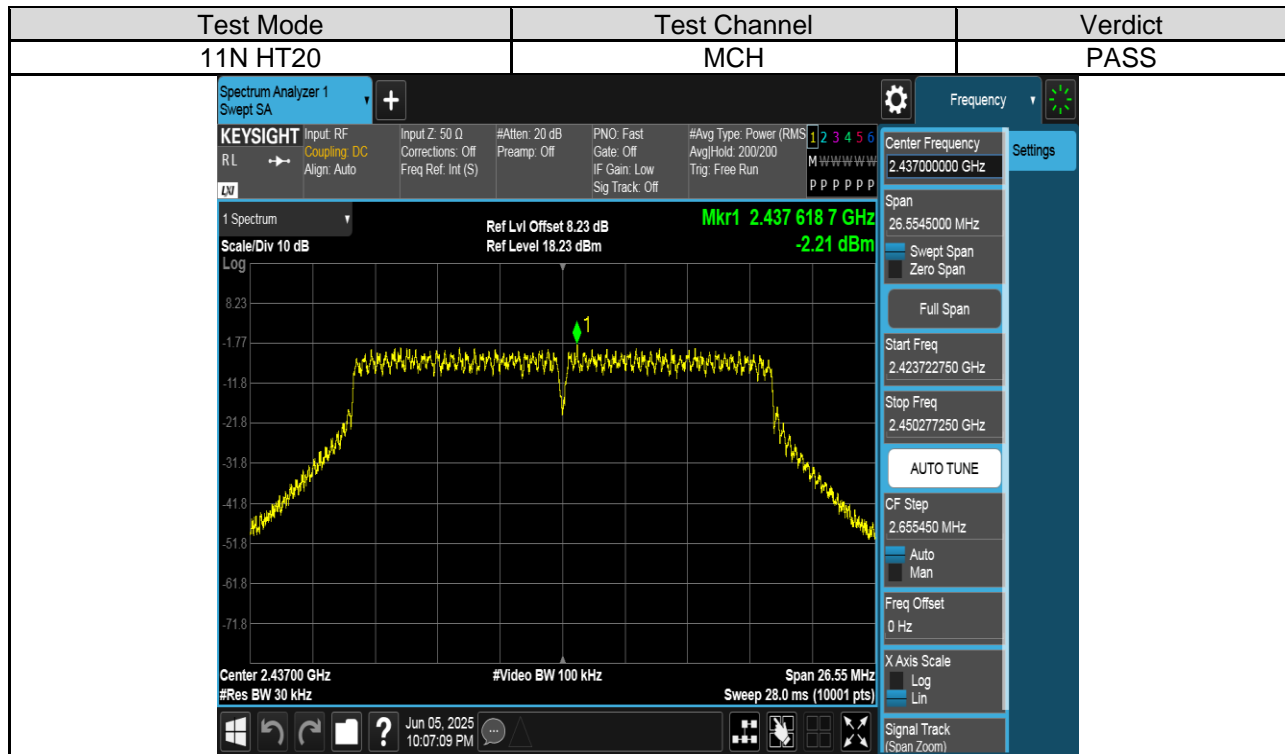 Test Mode Test Channel Verdict
11N HT20 MCH PASS
Spectrum Analyzer 1
Swept SA
Frequency
KEYSIGHT Input: RF Input Z: 50 Ω #Atten: 20 dB PNO: Fast #Avg Type: Power (RMS 1 2 3 4 5 6
RL Coupling: DC Corrections: Off Preamp: Off Gate: Off Avg|Hold: 200/200 M W W W W W
Align: Auto Freq Ref: Int (S) IF Gain: Low Trig: Free Run
LXI Sig Track: Off P P P P P P
1 Spectrum
Scale/Div 10 dB
Ref Lvl Offset 8.23 dB
Ref Level 18.23 dBm
Mkr1 2.437 618 7 GHz
-2.21 dBm
Log
8.23
1
-1.77
-11.8
-21.8
-31.8
-41.8
-51.8
-61.8
-71.8
Center 2.43700 GHz #Video BW 100 kHz Span 26.55 MHz
#Res BW 30 kHz Sweep 28.0 ms (10001 pts)
Jun 05, 2025
10:07:09 PM
Center Frequency
2.437000000 GHz
Settings
Span
26.5545000 MHz
Swept Span
Zero Span
Full Span
Start Freq
2.423722750 GHz
Stop Freq
2.450277250 GHz
AUTO TUNE
CF Step
2.655450 MHz
Auto
Man
Freq Offset
0 Hz
X Axis Scale
Log
Lin
Signal Track
(Span Zoom)